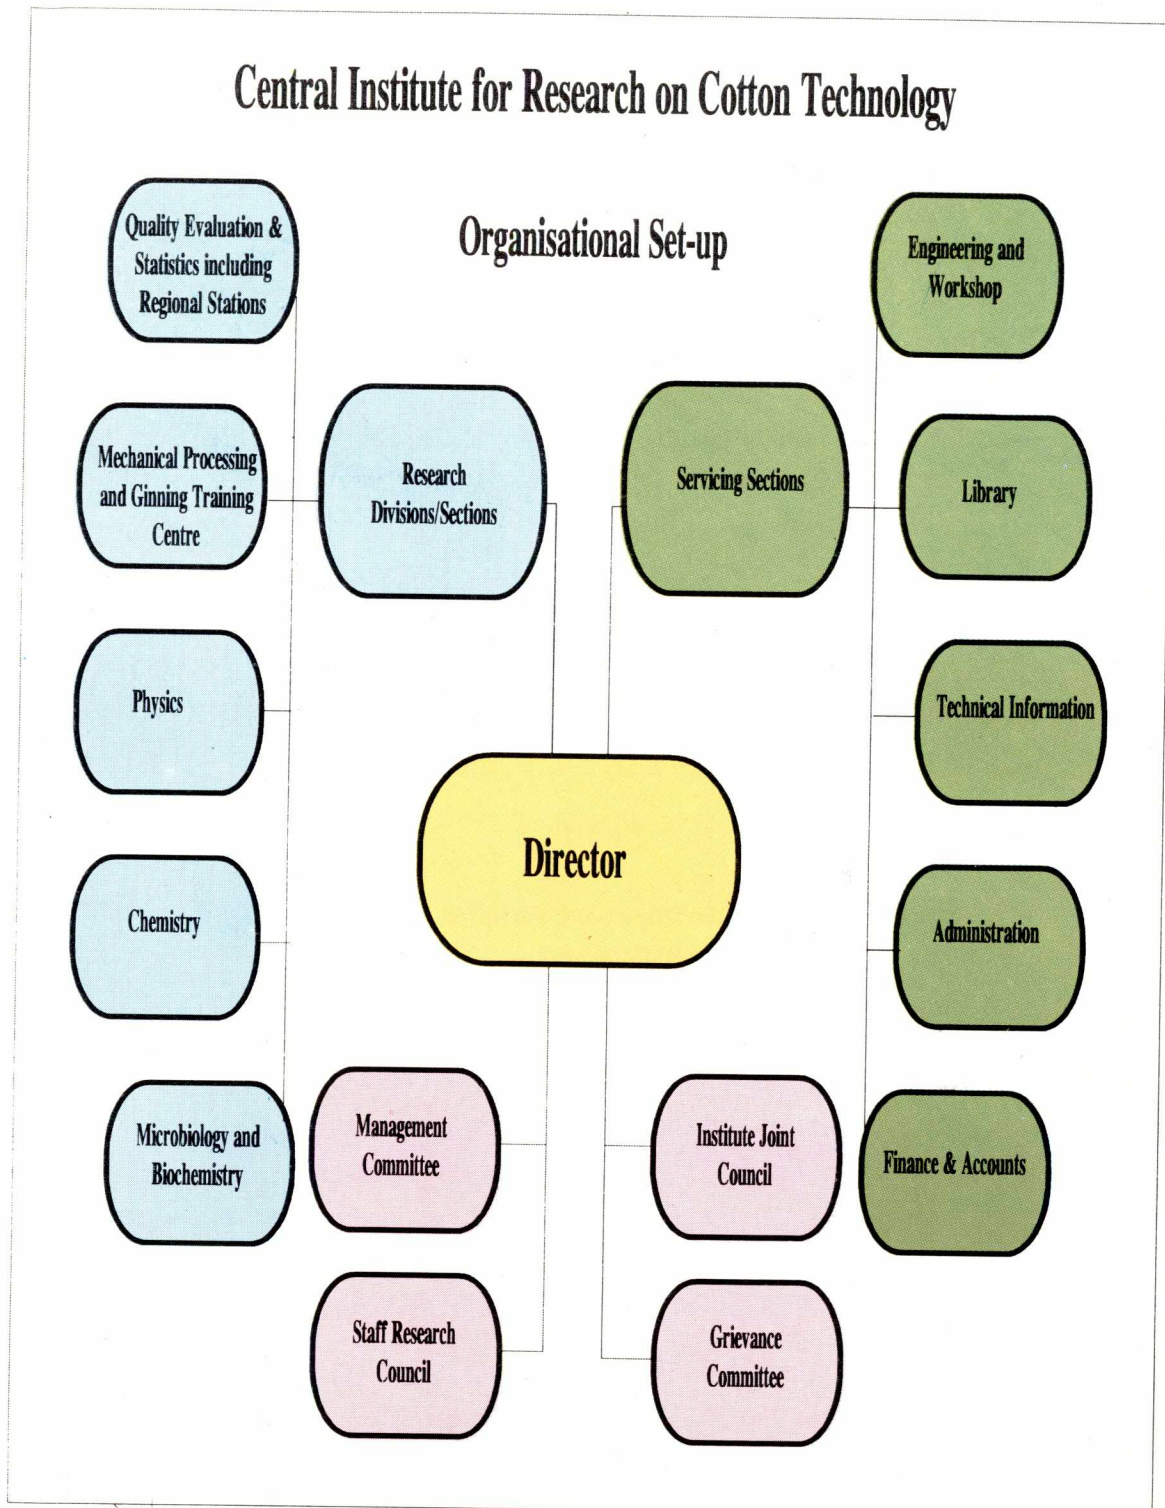 Central Institute for Research on Cotton Technology
Organisational Set-up
Quality Evaluation &
Statistics including
Regional Stations
Mechanical Processing
and Ginning Training
Centre
Physics
Chemistry
Microbiology and
Biochemistry
Research
Divisions/Sections
Servicing Sections
Engineering and
Workshop
Library
Technical Information
Administration
Finance & Accounts
Director
Management
Committee
Staff Research
Council
Institute Joint
Council
Grievance
Committee